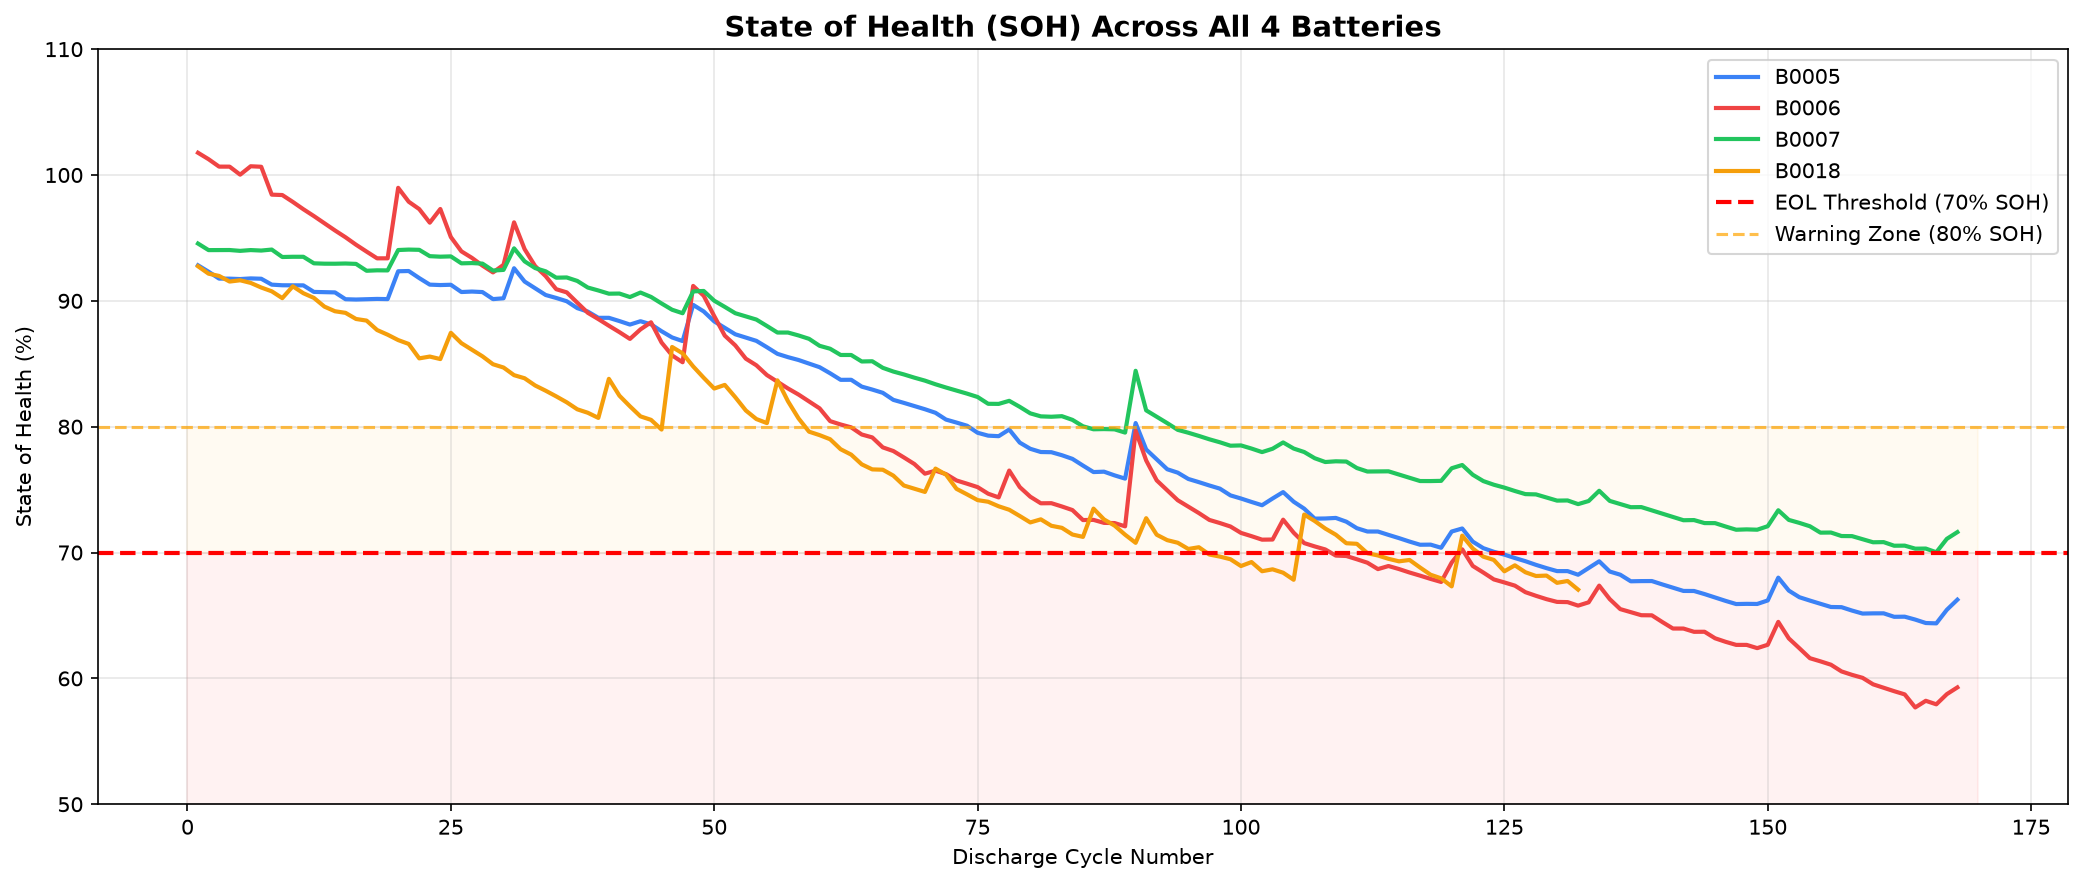 State of Health (SOH) Across All 4 Batteries
110
100
90
80
70
60
50
State of Health (%)
B0005
B0006
B0007
B0018
EOL Threshold (70% SOH)
Warning Zone (80% SOH)
0 25 50 75 100 125 150 175
Discharge Cycle Number